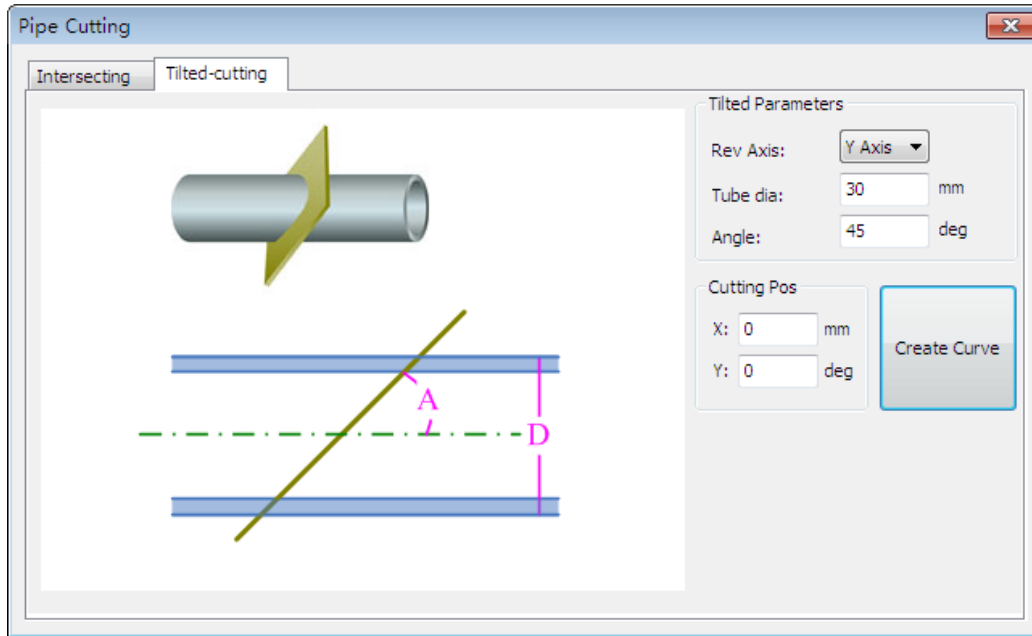 Pipe Cutting
Intersecting
Tilted-cutting
Tilted Parameters
Rev Axis: Y Axis
Tube dia: 30 mm
Angle: 45 deg
Cutting Pos
X: 0 mm
Y: 0 deg
Create Curve
A
D